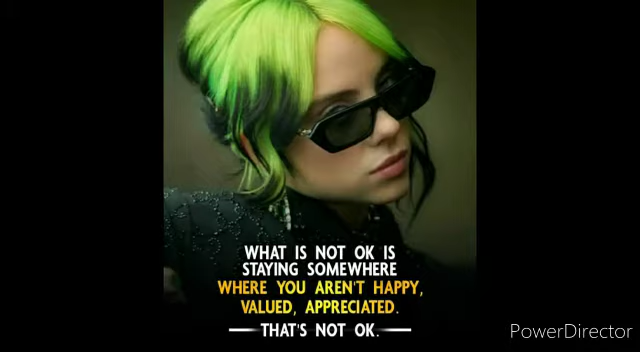 WHAT IS NOT OK IS
STAYING SOMEWHERE
WHERE YOU AREN'T HAPPY,
VALUED, APPRECIATED.
THAT'S NOT OK.
PowerDirector